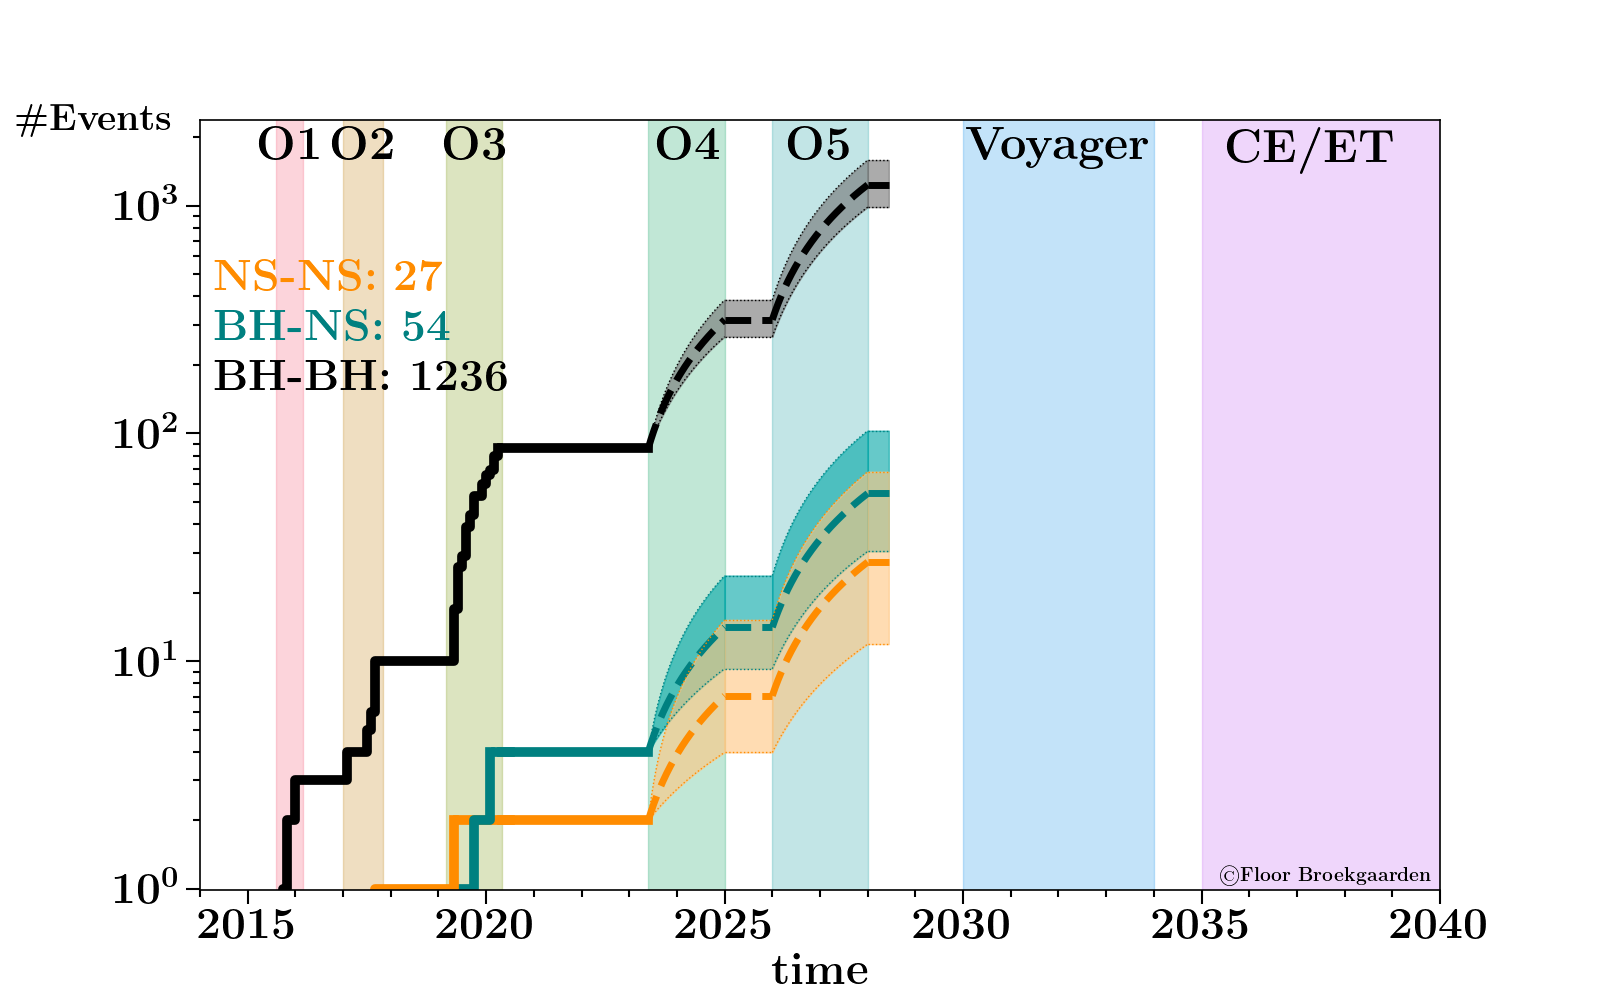 #Events
O1 O2 O3 O4 O5 Voyager CE/ET
10³
NS-NS: 27
BH-NS: 54
BH-BH: 1236
10²
10¹
10⁰
©Floor Broekgaarden
2015 2020 2025 2030 2035 2040
time